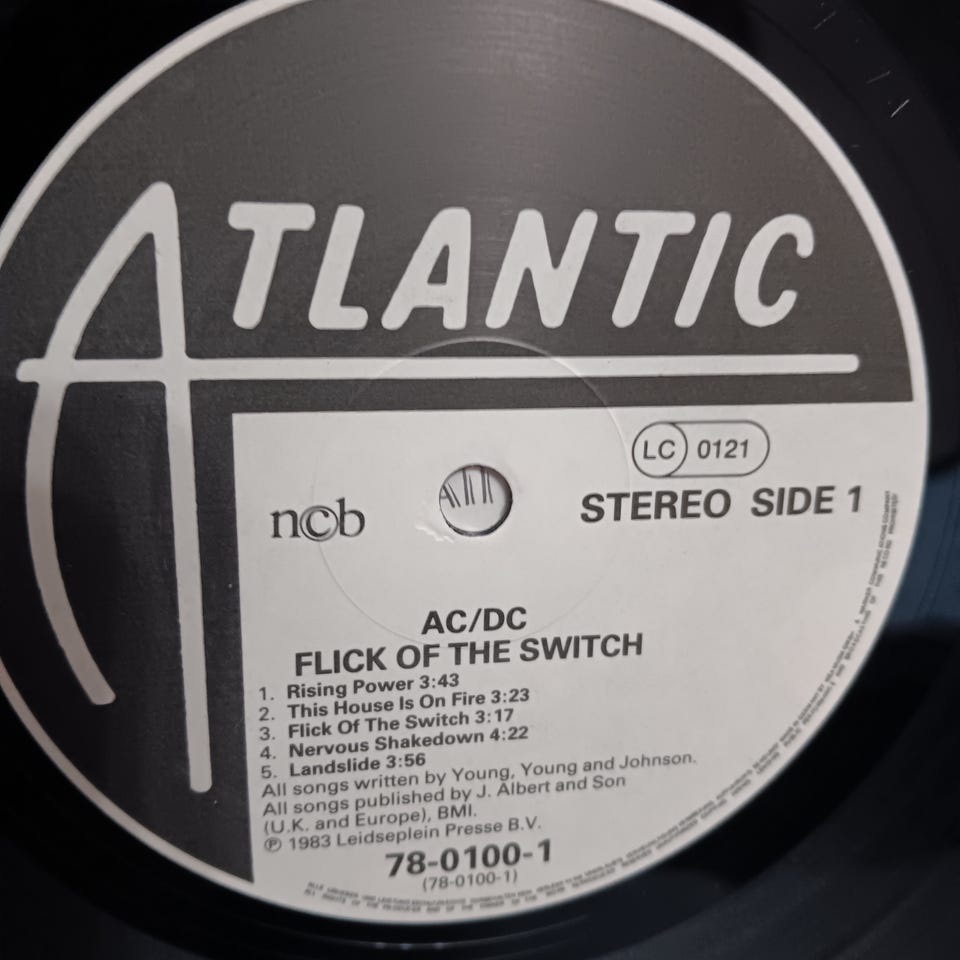 ATLANTIC
LC 0121
ncb
STEREO SIDE 1
AC/DC
FLICK OF THE SWITCH
1. Rising Power 3:43
2. This House Is On Fire 3:23
3. Flick Of The Switch 3:17
4. Nervous Shakedown 4:22
5. Landslide 3:56
All songs written by Young, Young and Johnson.
All songs published by J. Albert and Son
(U.K. and Europe), BMI.
℗ 1983 Leidseplein Presse B.V.
78-0100-1
(78-0100-1)